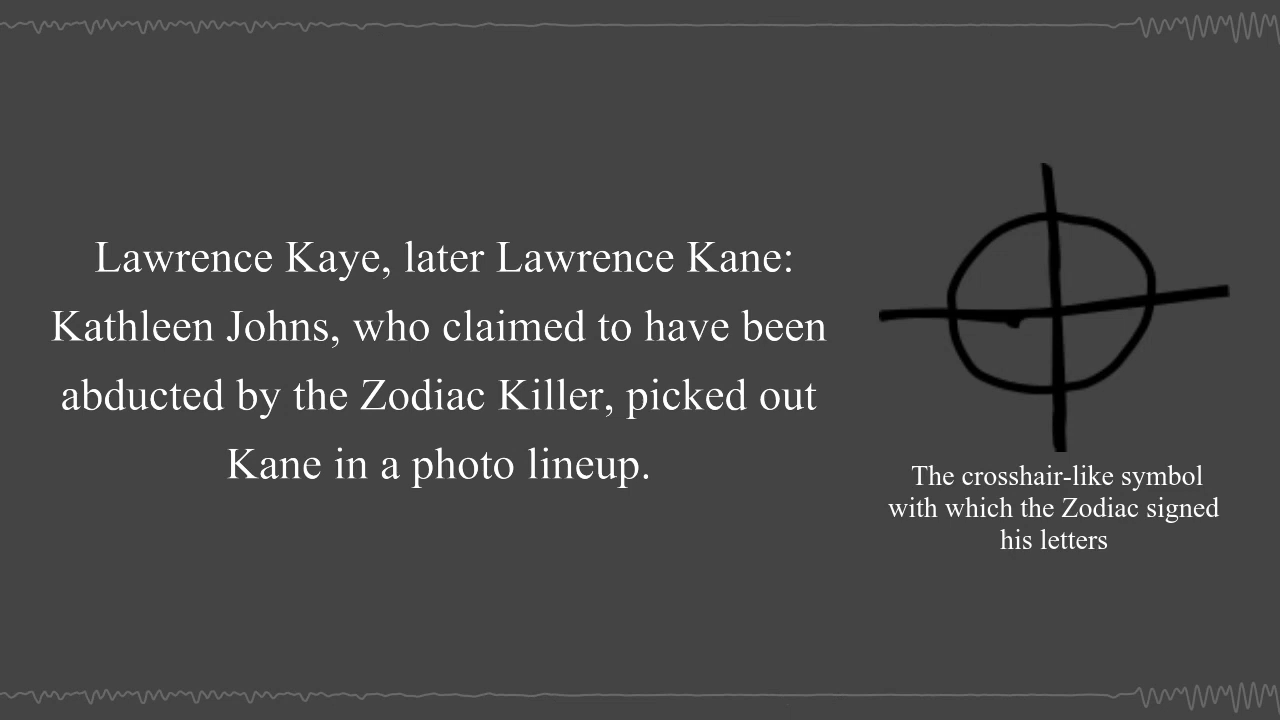 Lawrence Kaye, later Lawrence Kane:
Kathleen Johns, who claimed to have been
abducted by the Zodiac Killer, picked out
Kane in a photo lineup.
The crosshair-like symbol
with which the Zodiac signed
his letters